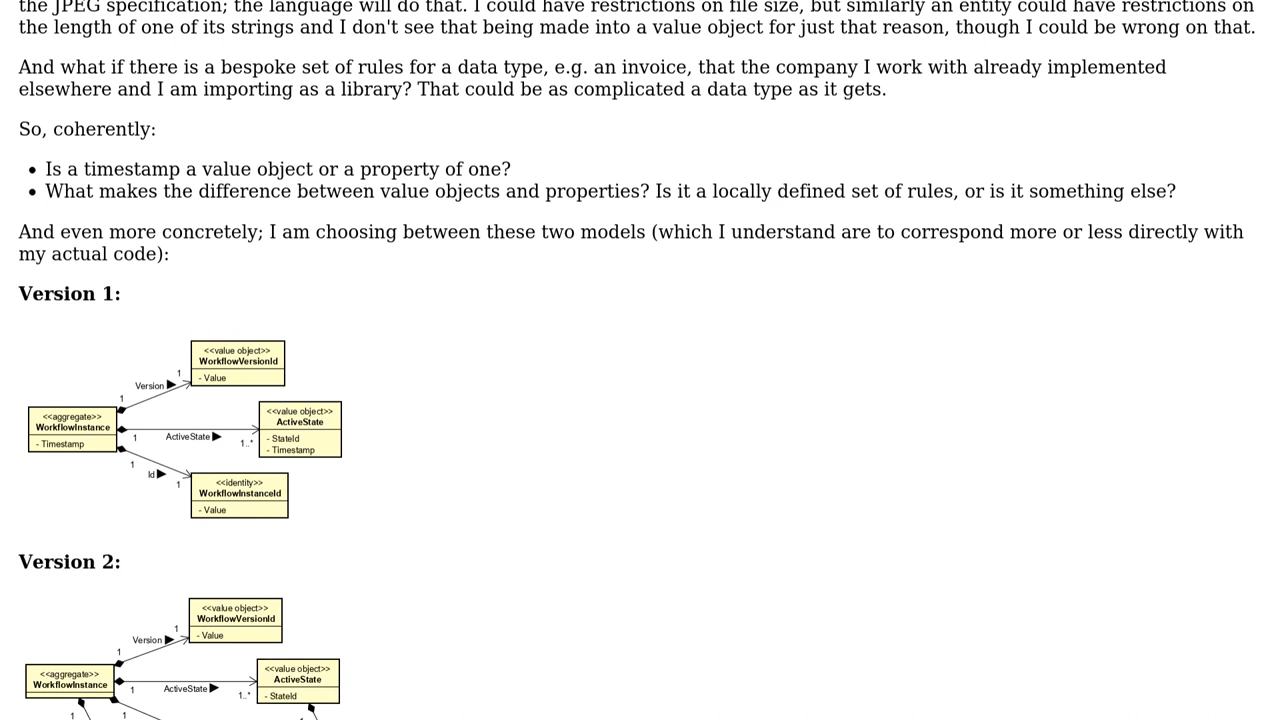 the JPEG specification; the language will do that. I could have restrictions on file size, but similarly an entity could have restrictions on
the length of one of its strings and I don't see that being made into a value object for just that reason, though I could be wrong on that.
And what if there is a bespoke set of rules for a data type, e.g. an invoice, that the company I work with already implemented
elsewhere and I am importing as a library? That could be as complicated a data type as it gets.
So, coherently:
• Is a timestamp a value object or a property of one?
• What makes the difference between value objects and properties? Is it a locally defined set of rules, or is it something else?
And even more concretely; I am choosing between these two models (which I understand are to correspond more or less directly with
my actual code):
Version 1:
<<value object>>
WorkflowVersionId
- Value
1
Version ▶
1
<<aggregate>>
WorkflowInstance
- Timestamp
<<value object>>
ActiveState
- StateId
- Timestamp
1
ActiveState ▶
1..*
1
Id ▶
1
<<identity>>
WorkflowInstanceId
- Value
Version 2:
<<value object>>
WorkflowVersionId
- Value
1
Version ▶
1
<<aggregate>>
WorkflowInstance
<<value object>>
ActiveState
- StateId
1
ActiveState ▶
1..*
1
1